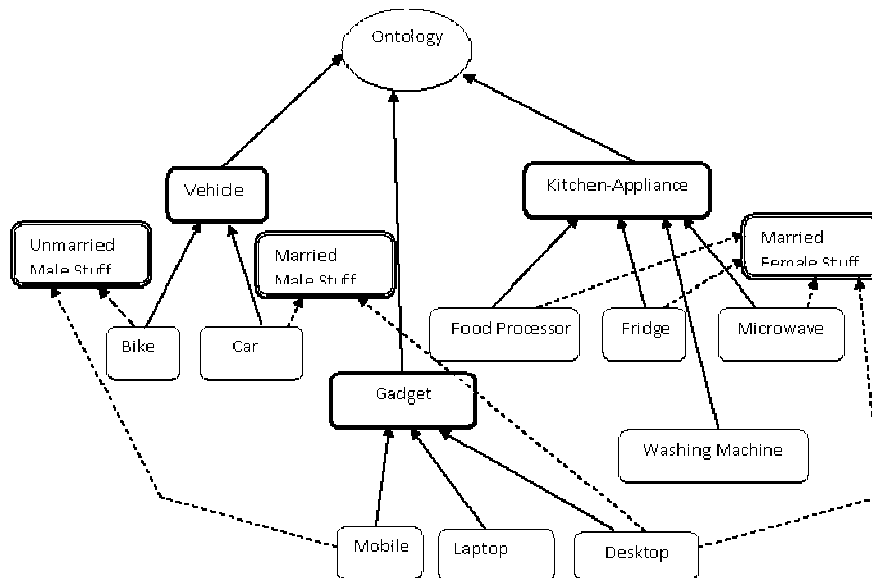 Ontology
Vehicle
Kitchen-Appliance
Unmarried
Male Stuff
Married
Male Stuff
Married
Female Stuff
Bike
Car
Food Processor
Fridge
Microwave
Gadget
Washing Machine
Mobile
Laptop
Desktop